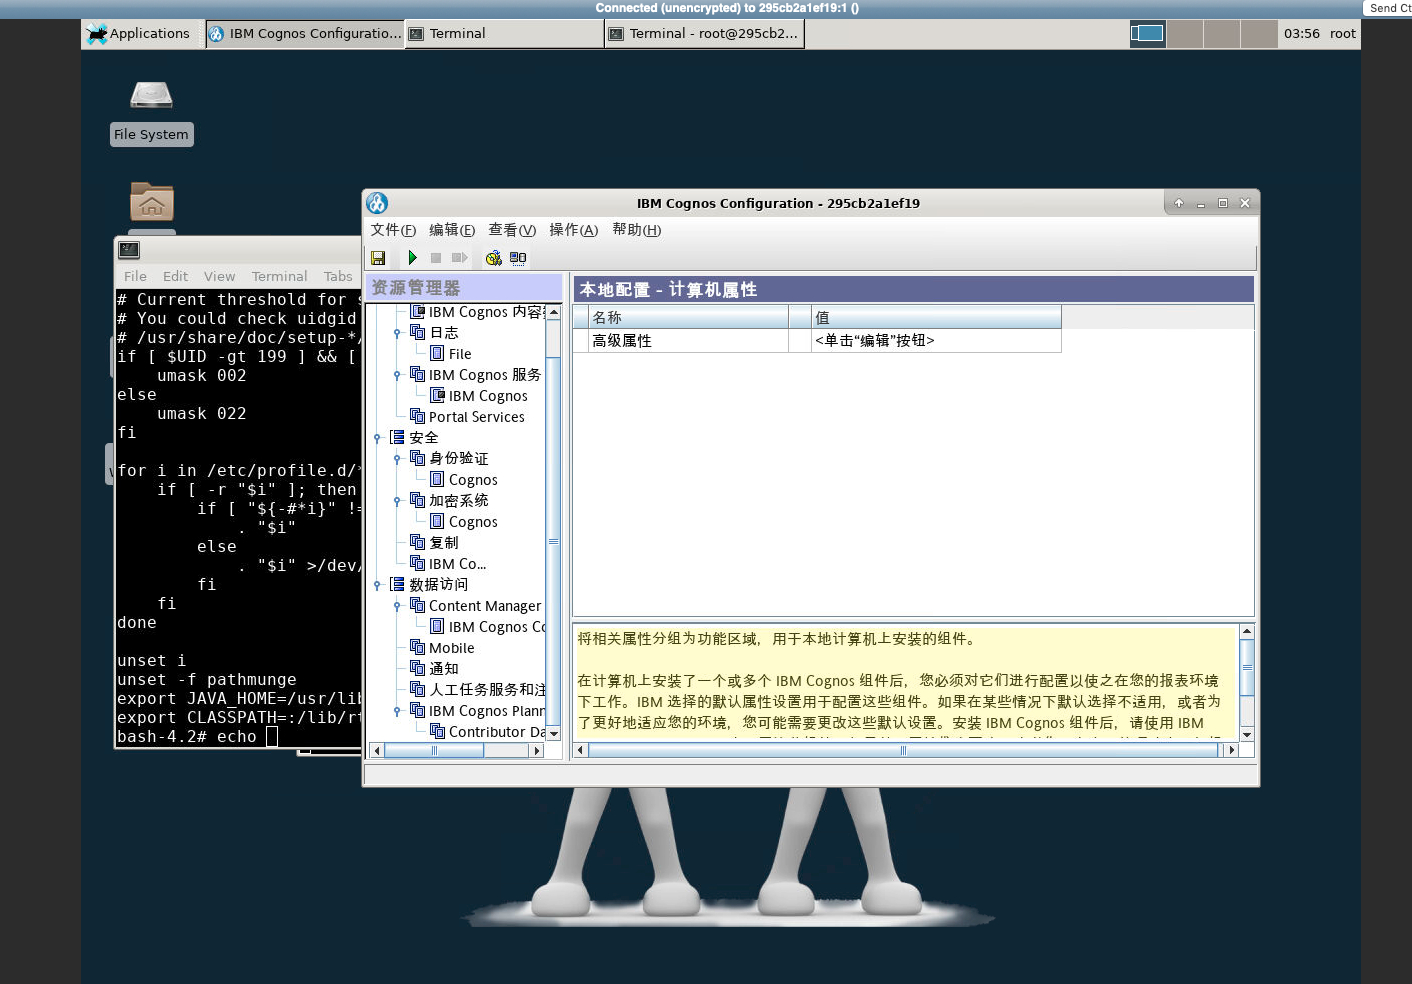 Connected (unencrypted) to 295cb2a1ef19:1 ()
Send Ct
Applications
IBM Cognos Configuratio...
Terminal
Terminal - root@295cb2...
03:56
root
File System
IBM Cognos Configuration - 295cb2a1ef19
文件(F) 编辑(E) 查看(V) 操作(A) 帮助(H)
资源管理器
IBM Cognos 内容
日志
File
IBM Cognos 服务
IBM Cognos
Portal Services
安全
身份验证
Cognos
加密系统
Cognos
复制
IBM Co...
数据访问
Content Manager
IBM Cognos Co
Mobile
通知
人工任务服务和注
IBM Cognos Plann
Contributor Da
本地配置 - 计算机属性
名称 值
高级属性 <单击“编辑”按钮>
将相关属性分组为功能区域，用于本地计算机上安装的组件。
在计算机上安装了一个或多个 IBM Cognos 组件后，您必须对它们进行配置以使之在您的报表环境
下工作。IBM 选择的默认属性设置用于配置这些组件。如果在某些情况下默认选择不适用，或者为
了更好地适应您的环境，您可能需要更改这些默认设置。安装 IBM Cognos 组件后，请使用 IBM
File Edit View Terminal Tabs
# Current threshold for s
# You could check uidgid
# /usr/share/doc/setup-*/
if [ $UID -gt 199 ] && [
umask 002
else
umask 022
fi
for i in /etc/profile.d/*
if [ -r "$i" ]; then
if [ "${-#*i}" !=
. "$i"
else
. "$i" >/dev/
fi
fi
done
unset i
unset -f pathmunge
export JAVA_HOME=/usr/lib
export CLASSPATH=:/lib/rt
bash-4.2# echo